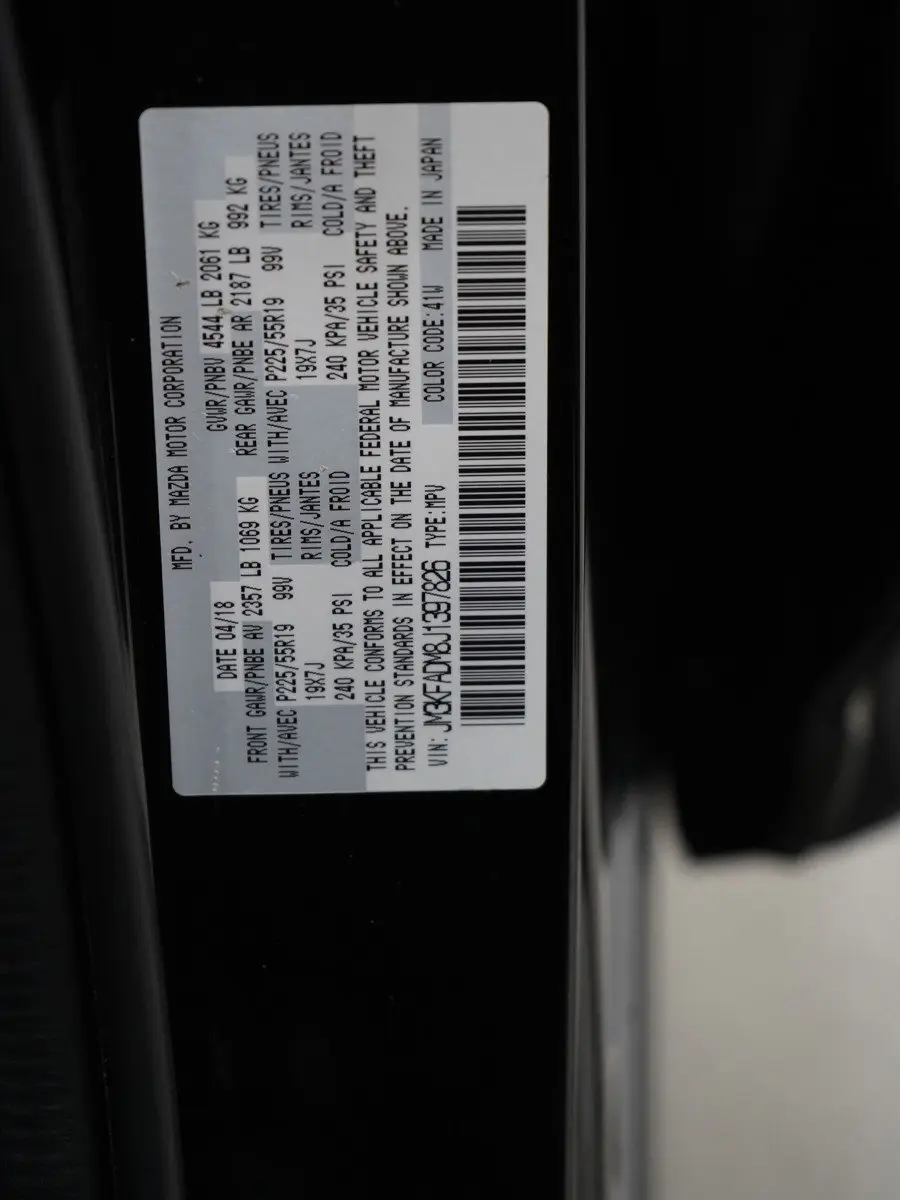 MFD. BY MAZDA MOTOR CORPORATION
DATE 04/18 GVWR/PNBV 4544 LB 2061 KG
FRONT GAWR/PNBE AV 2357 LB 1069 KG REAR GAWR/PNBE AR 2187 LB 992 KG
WITH/AVEC P225/55R19 99V TIRES/PNEUS WITH/AVEC P225/55R19 99V TIRES/PNEUS
19X7J RIMS/JANTES 19X7J RIMS/JANTES
240 KPA/35 PSI COLD/A FROID 240 KPA/35 PSI COLD/A FROID
THIS VEHICLE CONFORMS TO ALL APPLICABLE FEDERAL MOTOR VEHICLE SAFETY AND THEFT
PREVENTION STANDARDS IN EFFECT ON THE DATE OF MANUFACTURE SHOWN ABOVE.
VIN: JM3KFADM8J1397826 TYPE:MPV COLOR CODE:41W MADE IN JAPAN